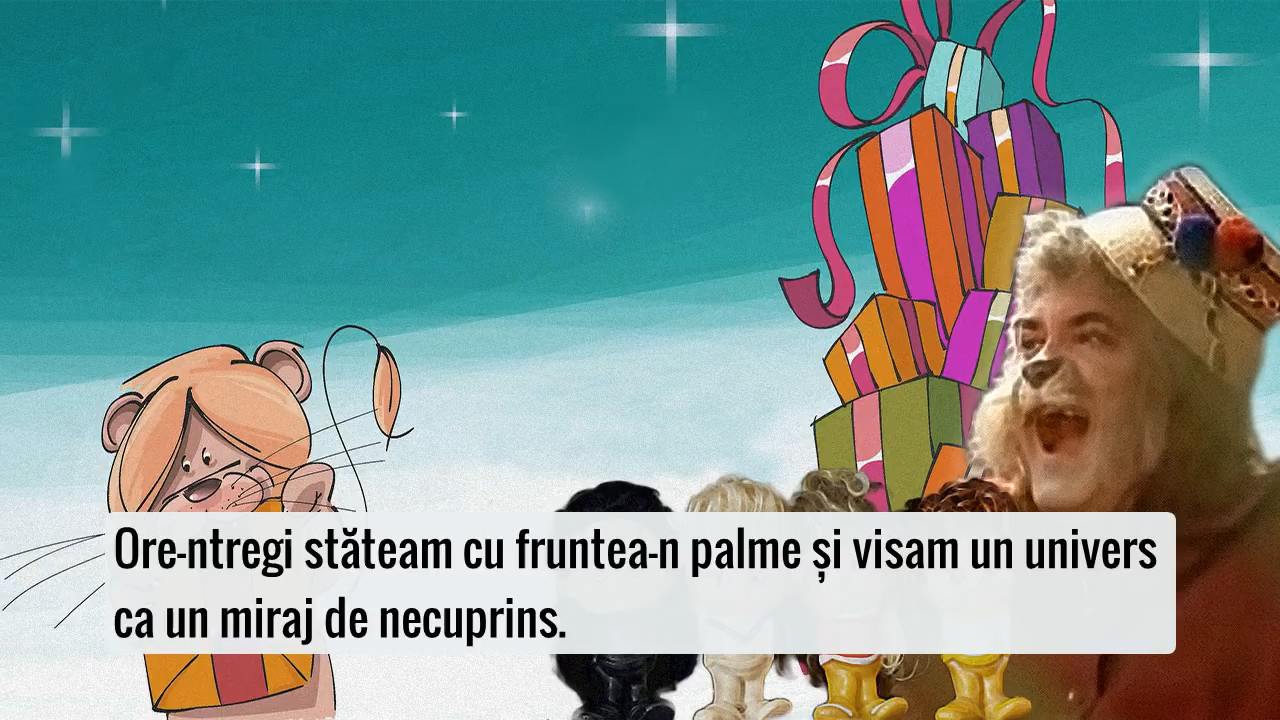 Ore-ntregi stăteam cu fruntea-n palme și visam un univers
ca un miraj de necuprins.